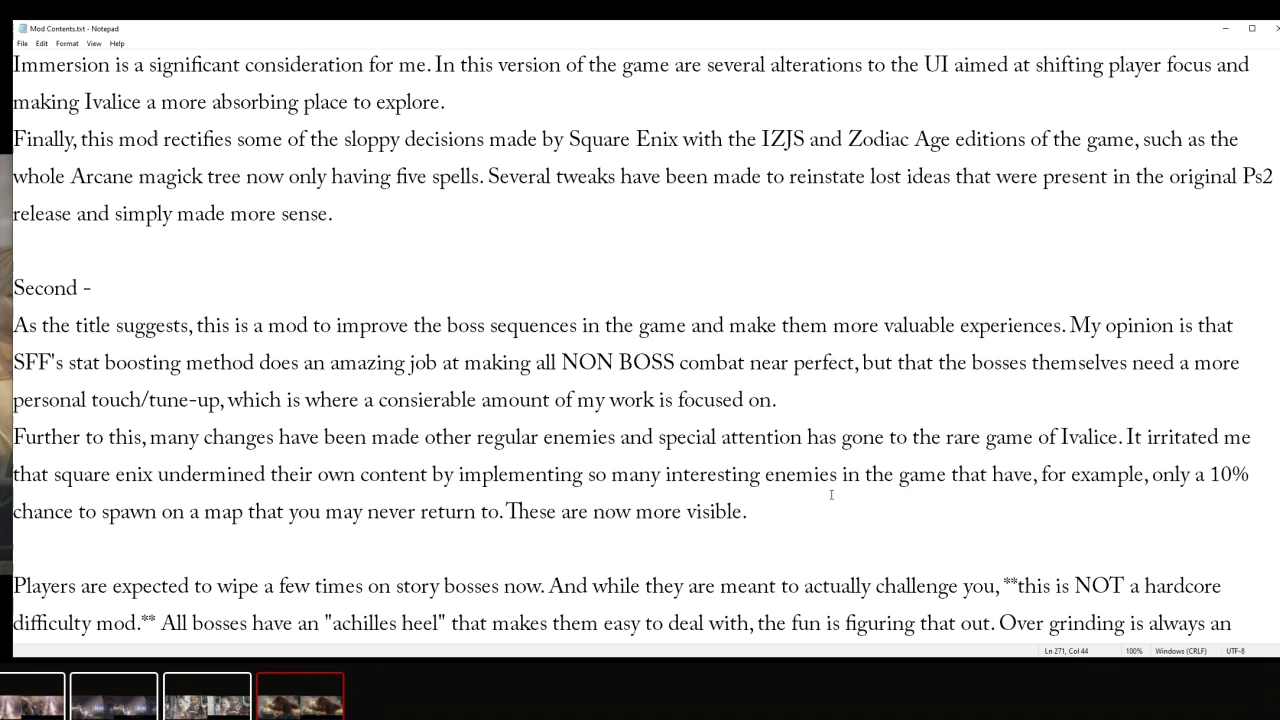 Mod Contents.txt - Notepad
File Edit Format View Help
Immersion is a significant consideration for me. In this version of the game are several alterations to the UI aimed at shifting player focus and
making Ivalice a more absorbing place to explore.
Finally, this mod rectifies some of the sloppy decisions made by Square Enix with the IZJS and Zodiac Age editions of the game, such as the
whole Arcane magick tree now only having five spells. Several tweaks have been made to reinstate lost ideas that were present in the original Ps2
release and simply made more sense.
Second -
As the title suggests, this is a mod to improve the boss sequences in the game and make them more valuable experiences. My opinion is that
SFF's stat boosting method does an amazing job at making all NON BOSS combat near perfect, but that the bosses themselves need a more
personal touch/tune-up, which is where a consierable amount of my work is focused on.
Further to this, many changes have been made other regular enemies and special attention has gone to the rare game of Ivalice. It irritated me
that square enix undermined their own content by implementing so many interesting enemies in the game that have, for example, only a 10%
chance to spawn on a map that you may never return to. These are now more visible.
Players are expected to wipe a few times on story bosses now. And while they are meant to actually challenge you, **this is NOT a hardcore
difficulty mod.** All bosses have an "achilles heel" that makes them easy to deal with, the fun is figuring that out. Over grinding is always an
Ln 271, Col 44 100% Windows (CRLF) UTF-8